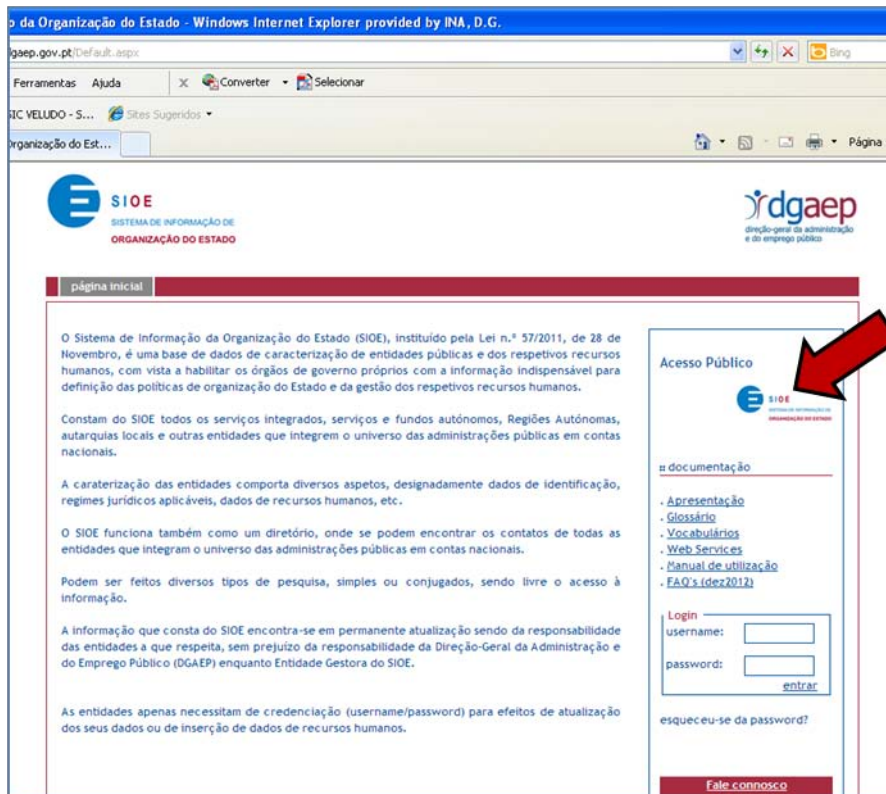 o da Organização do Estado - Windows Internet Explorer provided by INA, D.G.
dgaep.gov.pt/Default.aspx
Bing
Ferramentas Ajuda X Converter Selecionar
SIC VELUDO - S... Sites Sugeridos
Organização do Est...
Página
SIOE
SISTEMA DE INFORMAÇÃO DE
ORGANIZAÇÃO DO ESTADO
dgaep
direção-geral da administração
e do emprego público
página inicial
O Sistema de Informação da Organização do Estado (SIOE), instituído pela Lei n.º 57/2011, de 28 de
Novembro, é uma base de dados de caracterização de entidades públicas e dos respetivos recursos
humanos, com vista a habilitar os órgãos de governo próprios com a informação indispensável para
definição das políticas de organização do Estado e da gestão dos respetivos recursos humanos.
Constam do SIOE todos os serviços integrados, serviços e fundos autónomos, Regiões Autónomas,
autarquias locais e outras entidades que integrem o universo das administrações públicas em contas
nacionais.
A caraterização das entidades comporta diversos aspetos, designadamente dados de identificação,
regimes jurídicos aplicáveis, dados de recursos humanos, etc.
O SIOE funciona também como um diretório, onde se podem encontrar os contatos de todas as
entidades que integram o universo das administrações públicas em contas nacionais.
Podem ser feitos diversos tipos de pesquisa, simples ou conjugados, sendo livre o acesso à
informação.
A informação que consta do SIOE encontra-se em permanente atualização sendo da responsabilidade
das entidades a que respeita, sem prejuízo da responsabilidade da Direção-Geral da Administração e
do Emprego Público (DGAEP) enquanto Entidade Gestora do SIOE.
As entidades apenas necessitam de credenciação (username/password) para efeitos de atualização
dos seus dados ou de inserção de dados de recursos humanos.
Acesso Público
SIOE
SISTEMA DE INFORMAÇÃO DE
ORGANIZAÇÃO DO ESTADO
:: documentação
. Apresentação
. Glossário
. Vocabulários
. Web Services
. Manual de utilização
. FAQ's (dez2012)
Login
username:
password:
entrar
esqueceu-se da password?
Fale connosco